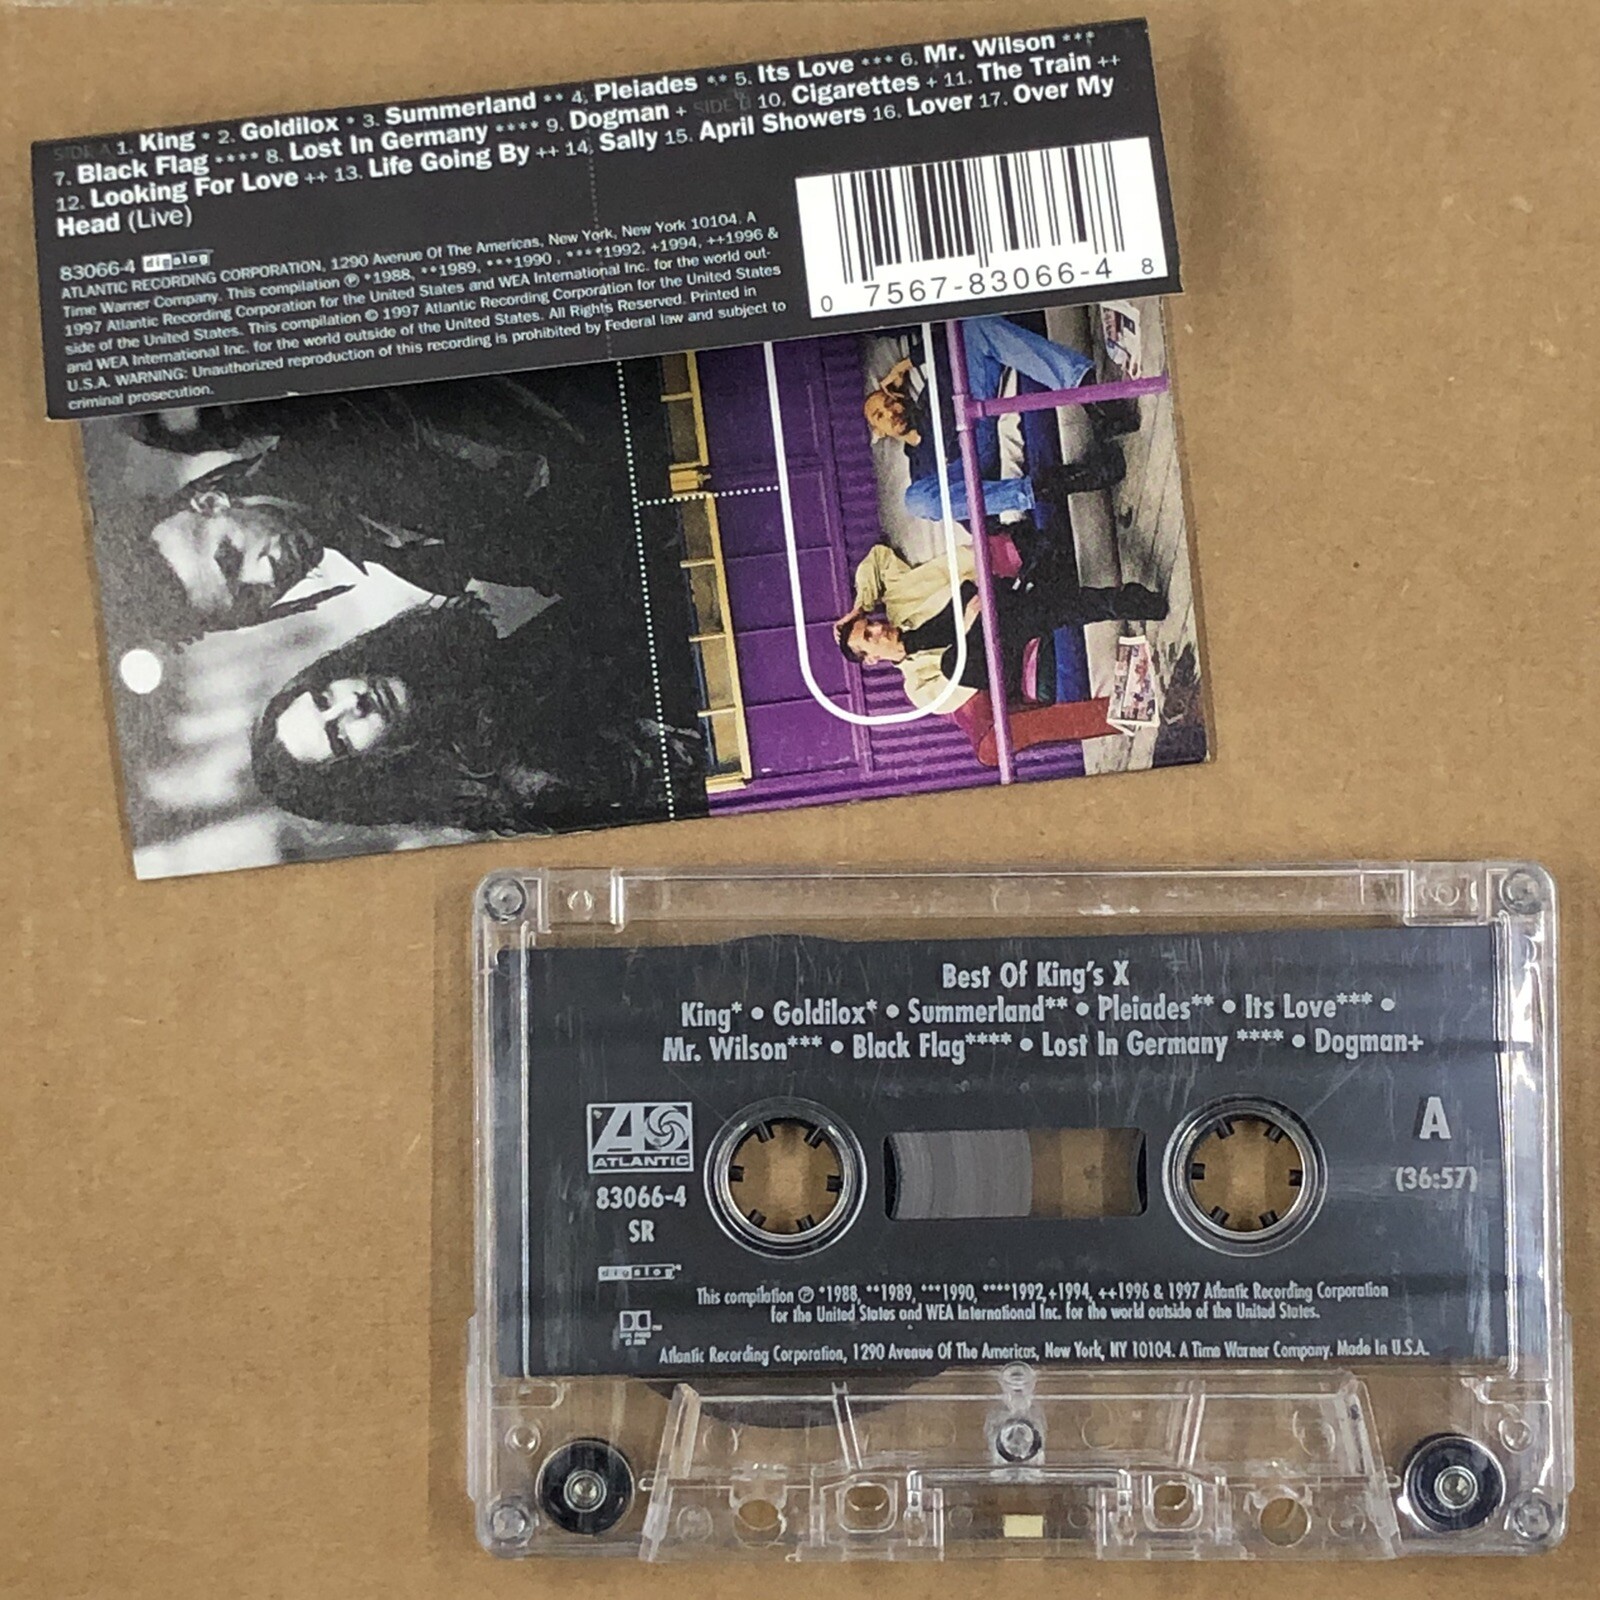 SIDE A 1. King * 2. Goldilox * 3. Summerland ** 4. Pleiades ** 5. Its Love *** 6. Mr. Wilson ***
7. Black Flag **** 8. Lost In Germany **** 9. Dogman + SIDE B 10. Cigarettes + 11. The Train ++
12. Looking For Love ++ 13. Life Going By ++ 14. Sally 15. April Showers 16. Lover 17. Over My
Head (Live)
83066-4 digalog
ATLANTIC RECORDING CORPORATION, 1290 Avenue Of The Americas, New York, New York 10104. A
Time Warner Company. This compilation ℗ *1988, **1989, ***1990, ****1992, +1994, ++1996 &
1997 Atlantic Recording Corporation for the United States and WEA International Inc. for the world out-
side of the United States. This compilation © 1997 Atlantic Recording Corporation for the United States
and WEA International Inc. for the world outside of the United States. All Rights Reserved. Printed in
U.S.A. WARNING: Unauthorized reproduction of this recording is prohibited by Federal law and subject to
criminal prosecution.
0 7567-83066-4 8
Best Of King's X
King* • Goldilox* • Summerland** • Pleiades** • Its Love*** •
Mr. Wilson*** • Black Flag**** • Lost In Germany **** • Dogman+
ATLANTIC
83066-4
SR
digalog
A
(36:57)
This compilation ℗ *1988, **1989, ***1990, ****1992,+1994, ++1996 & 1997 Atlantic Recording Corporation
for the United States and WEA International Inc. for the world outside of the United States.
Atlantic Recording Corporation, 1290 Avenue Of The Americas, New York, NY 10104. A Time Warner Company. Made In U.S.A.